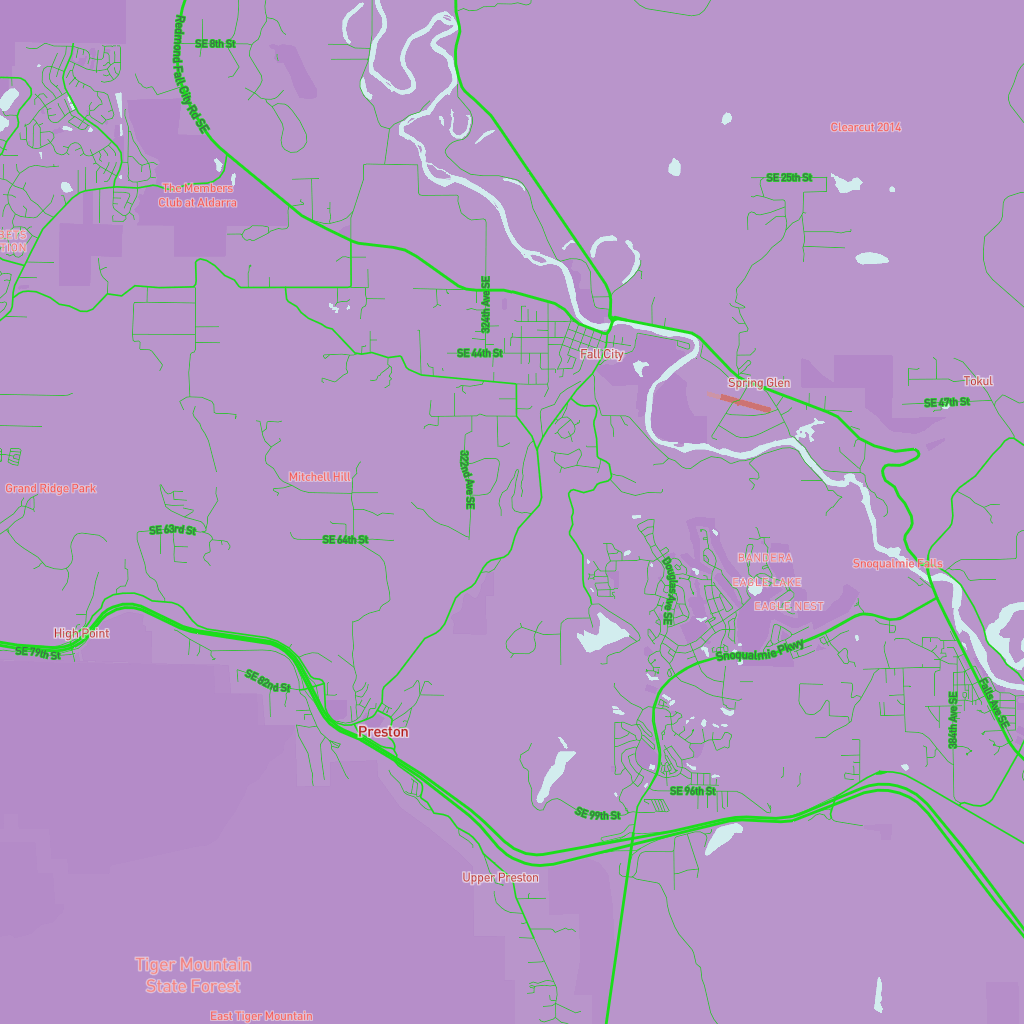 Redmond Fall City Rd SE
SE 8th St
Clearcut 2014
SE 25th St
The Members
Club at Aldarra
TION
324th Ave SE
SE 44th St
Fall City
Spring Glen
Tokul
SE 47th St
322nd Ave SE
Mitchell Hill
Grand Ridge Park
SE 63rd St
SE 64th St
BANDERA
EAGLE LAKE
EAGLE NEST
Snoqualmie Falls
Douglas Ave SE
High Point
SE 79th St
Snoqualmie Pkwy
SE 82nd St
Falls Ave SE
384th Ave SE
Preston
SE 96th St
SE 99th St
Upper Preston
Tiger Mountain
State Forest
East Tiger Mountain